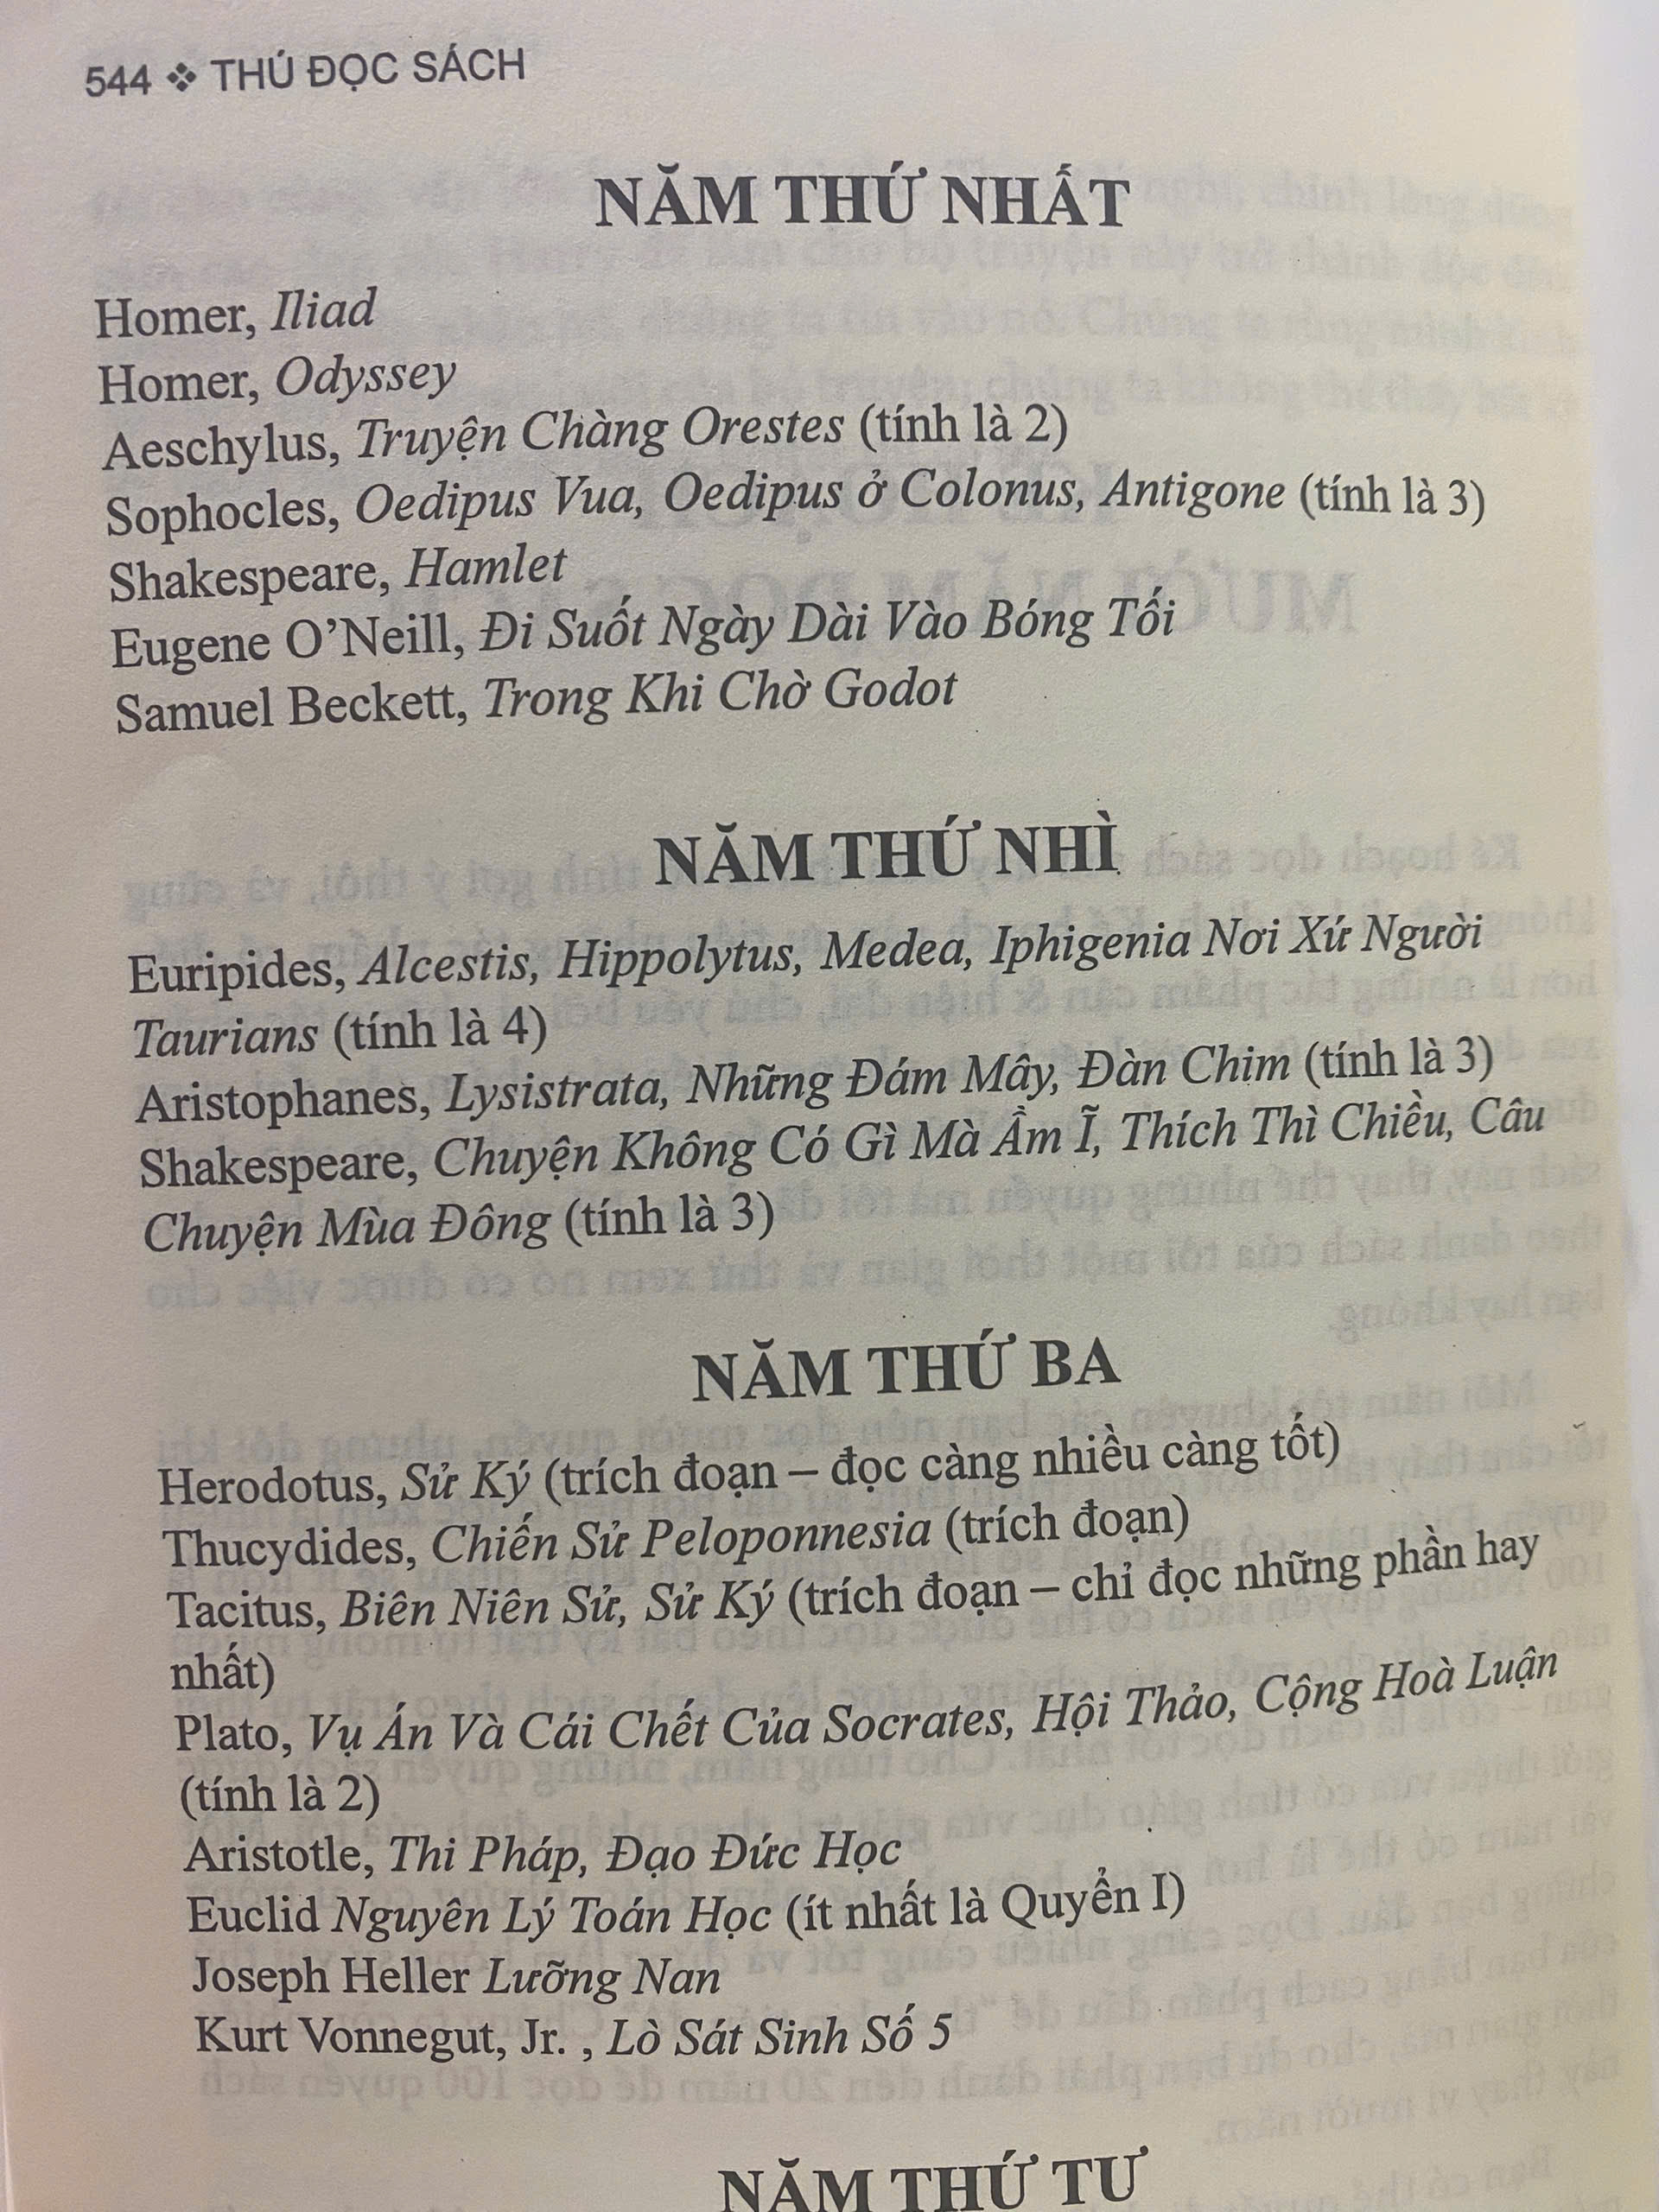 544 ❖ THÚ ĐỌC SÁCH
NĂM THỨ NHẤT
Homer, Iliad
Homer, Odyssey
Aeschylus, Truyện Chàng Orestes (tính là 2)
Sophocles, Oedipus Vua, Oedipus ở Colonus, Antigone (tính là 3)
Shakespeare, Hamlet
Eugene O’Neill, Đi Suốt Ngày Dài Vào Bóng Tối
Samuel Beckett, Trong Khi Chờ Godot
NĂM THỨ NHÌ
Euripides, Alcestis, Hippolytus, Medea, Iphigenia Nơi Xứ Người
Taurians (tính là 4)
Aristophanes, Lysistrata, Những Đám Mây, Đàn Chim (tính là 3)
Shakespeare, Chuyện Không Có Gì Mà Ầm Ĩ, Thích Thì Chiều, Câu
Chuyện Mùa Đông (tính là 3)
NĂM THỨ BA
Herodotus, Sử Ký (trích đoạn – đọc càng nhiều càng tốt)
Thucydides, Chiến Sử Peloponnesia (trích đoạn)
Tacitus, Biên Niên Sử, Sử Ký (trích đoạn – chỉ đọc những phần hay
nhất)
Plato, Vụ Án Và Cái Chết Của Socrates, Hội Thảo, Cộng Hoà Luận
(tính là 2)
Aristotle, Thi Pháp, Đạo Đức Học
Euclid Nguyên Lý Toán Học (ít nhất là Quyển I)
Joseph Heller Lưỡng Nan
Kurt Vonnegut, Jr. , Lò Sát Sinh Số 5
NĂM THỨ TƯ